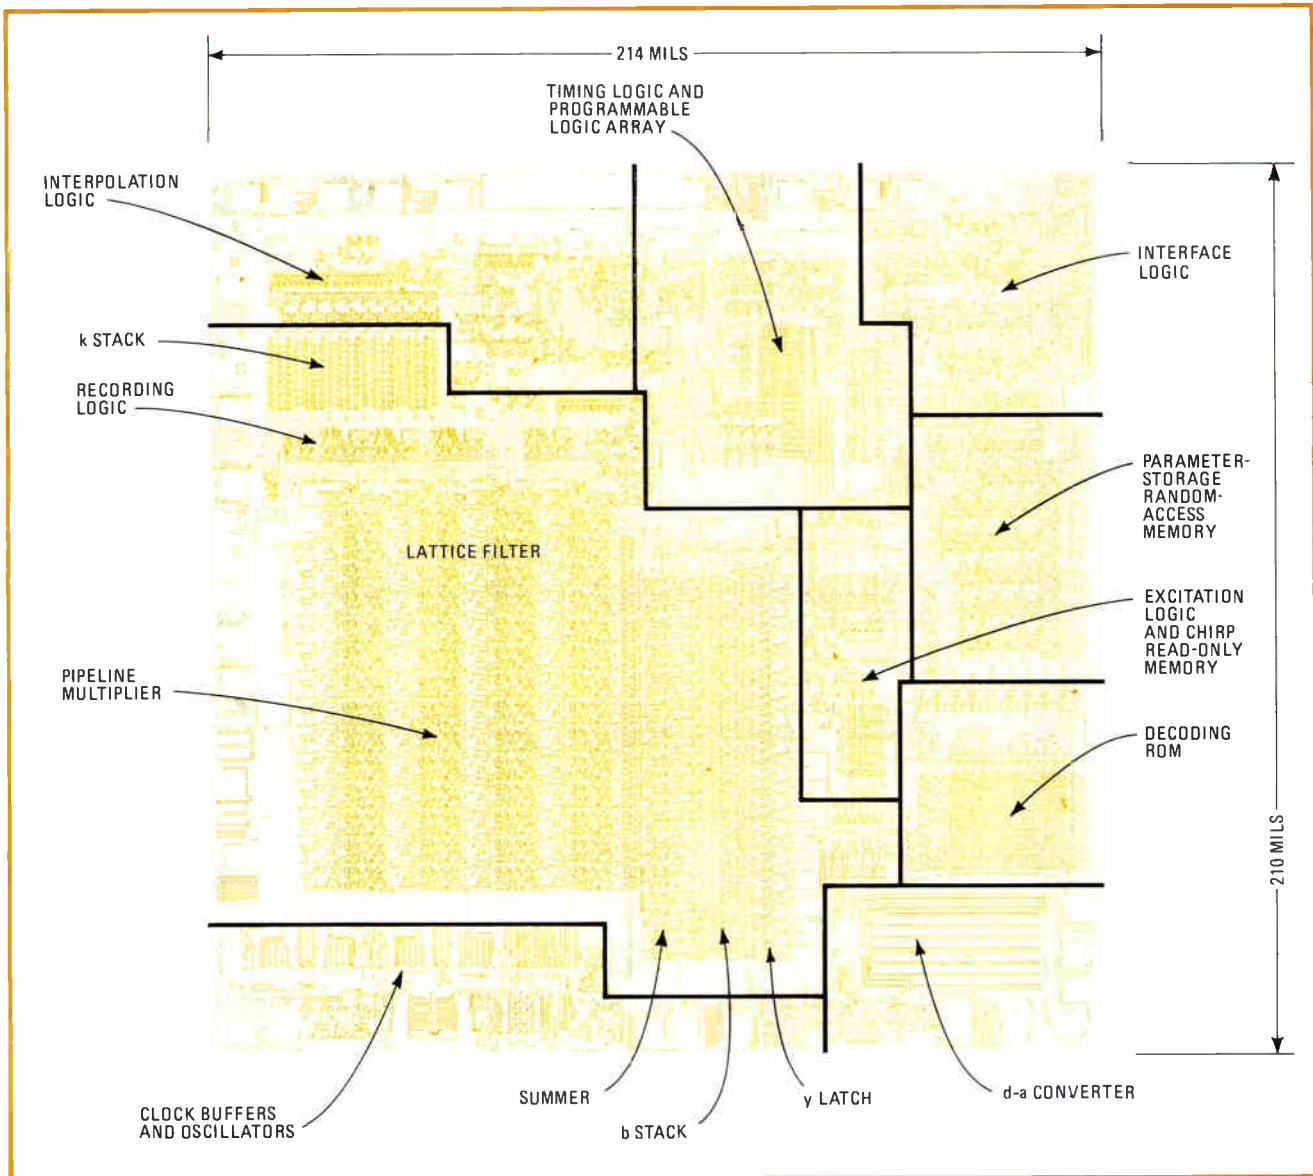 214 MILS
TIMING LOGIC AND
PROGRAMMABLE
LOGIC ARRAY
INTERPOLATION
LOGIC
INTERFACE
LOGIC
k STACK
RECORDING
LOGIC
PARAMETER-
STORAGE
RANDOM-
ACCESS
MEMORY
LATTICE FILTER
EXCITATION
LOGIC
AND CHIRP
READ-ONLY
MEMORY
PIPELINE
MULTIPLIER
DECODING
ROM
210 MILS
CLOCK BUFFERS
AND OSCILLATORS
SUMMER
b STACK
y LATCH
d-a CONVERTER